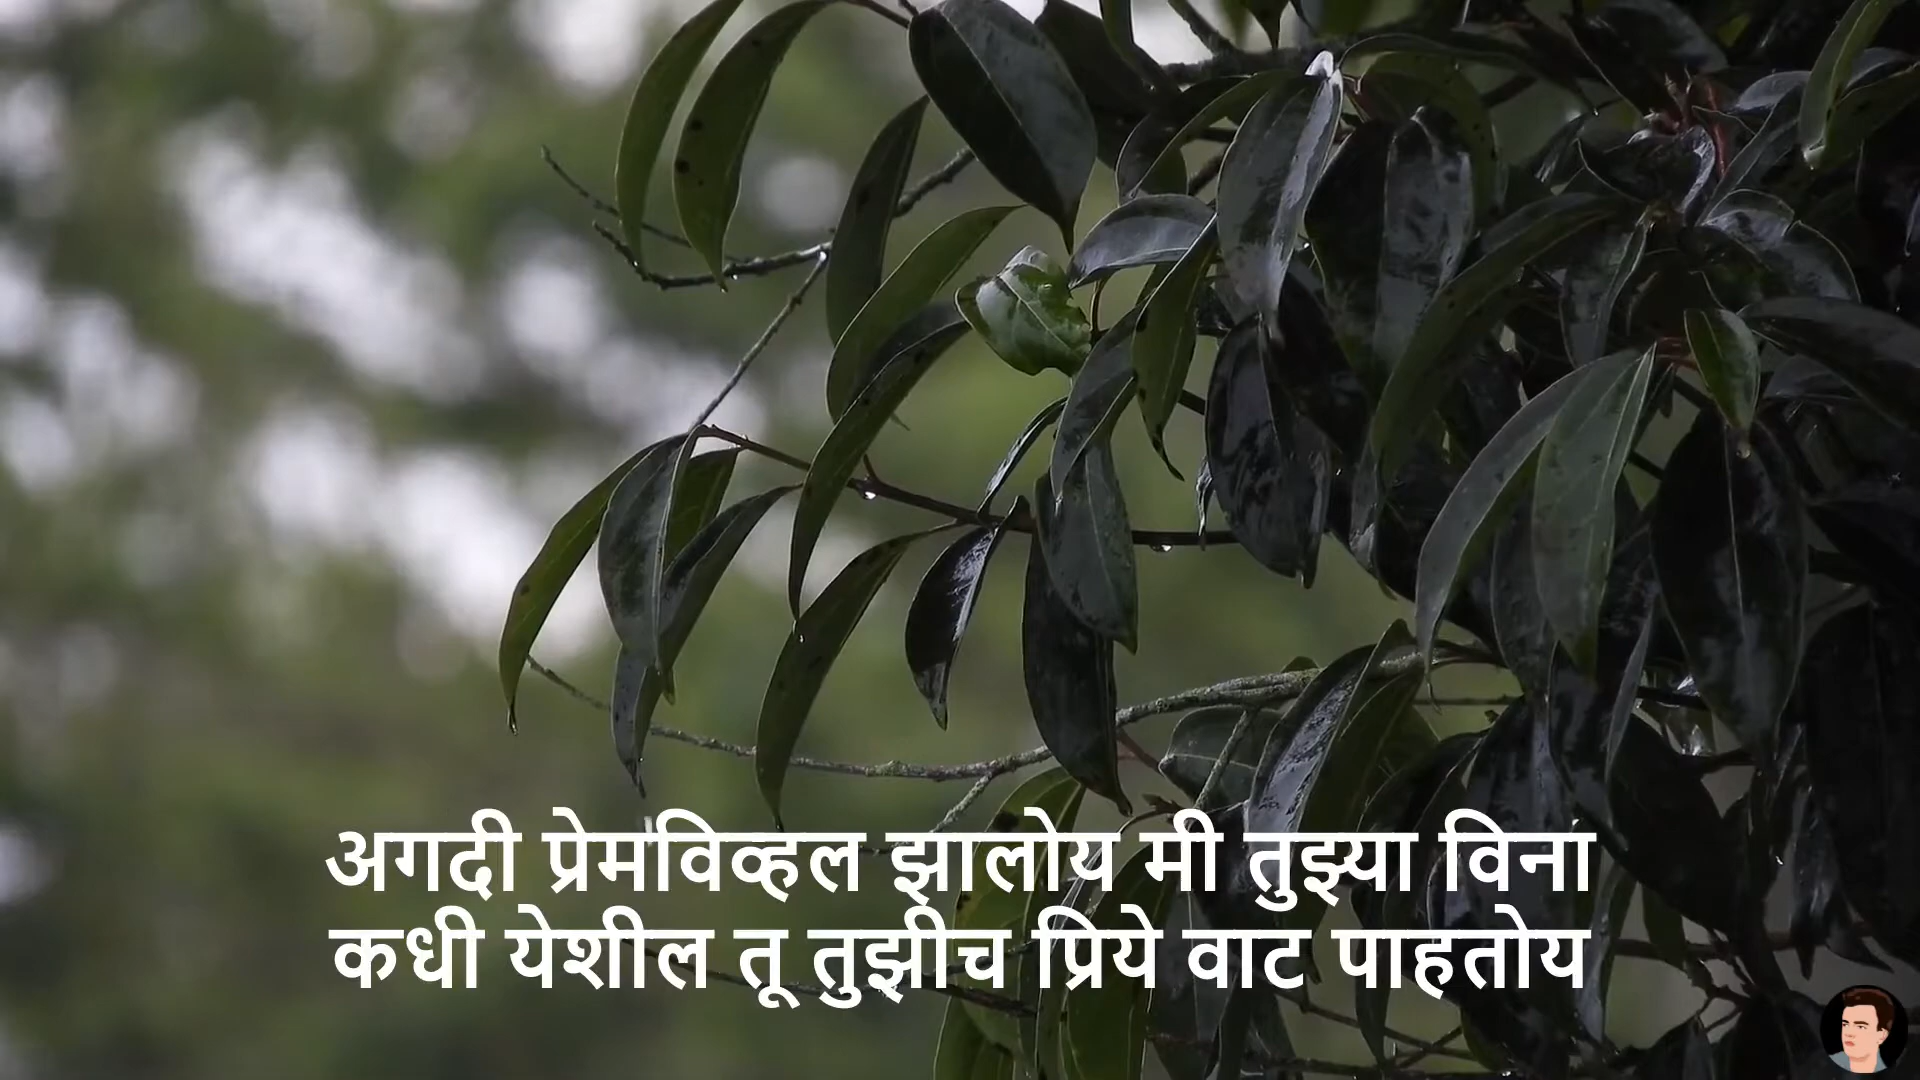 अगदी प्रेमविव्हल झालोय मी तुझ्या विना
कधी येशील तू तुझीच प्रिये वाट पाहतोय